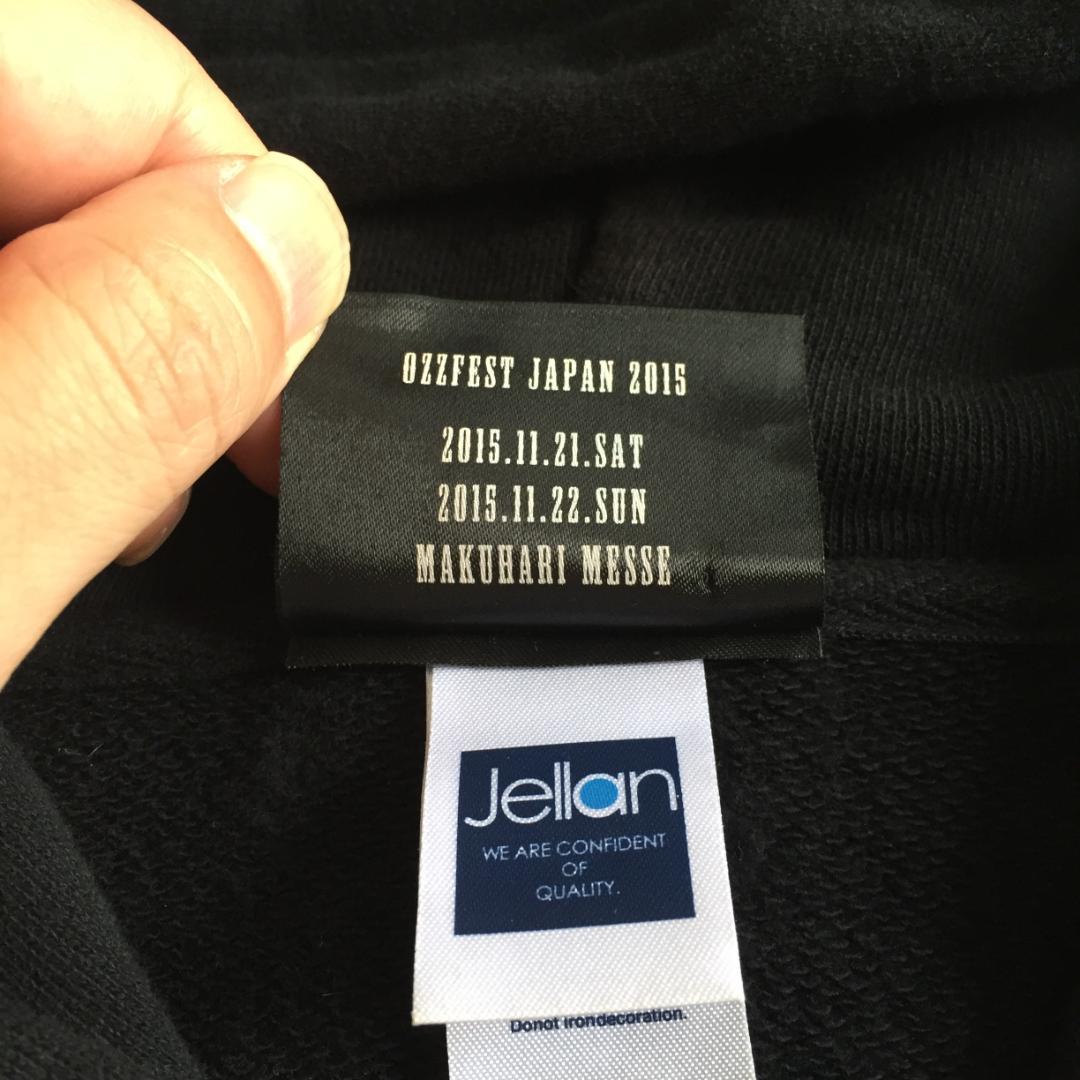 OZZFEST JAPAN 2015
2015.11.21.SAT
2015.11.22.SUN
MAKUHARI MESSE
Jellan
WE ARE CONFIDENT
OF
QUALITY.
Donot irondecoration.